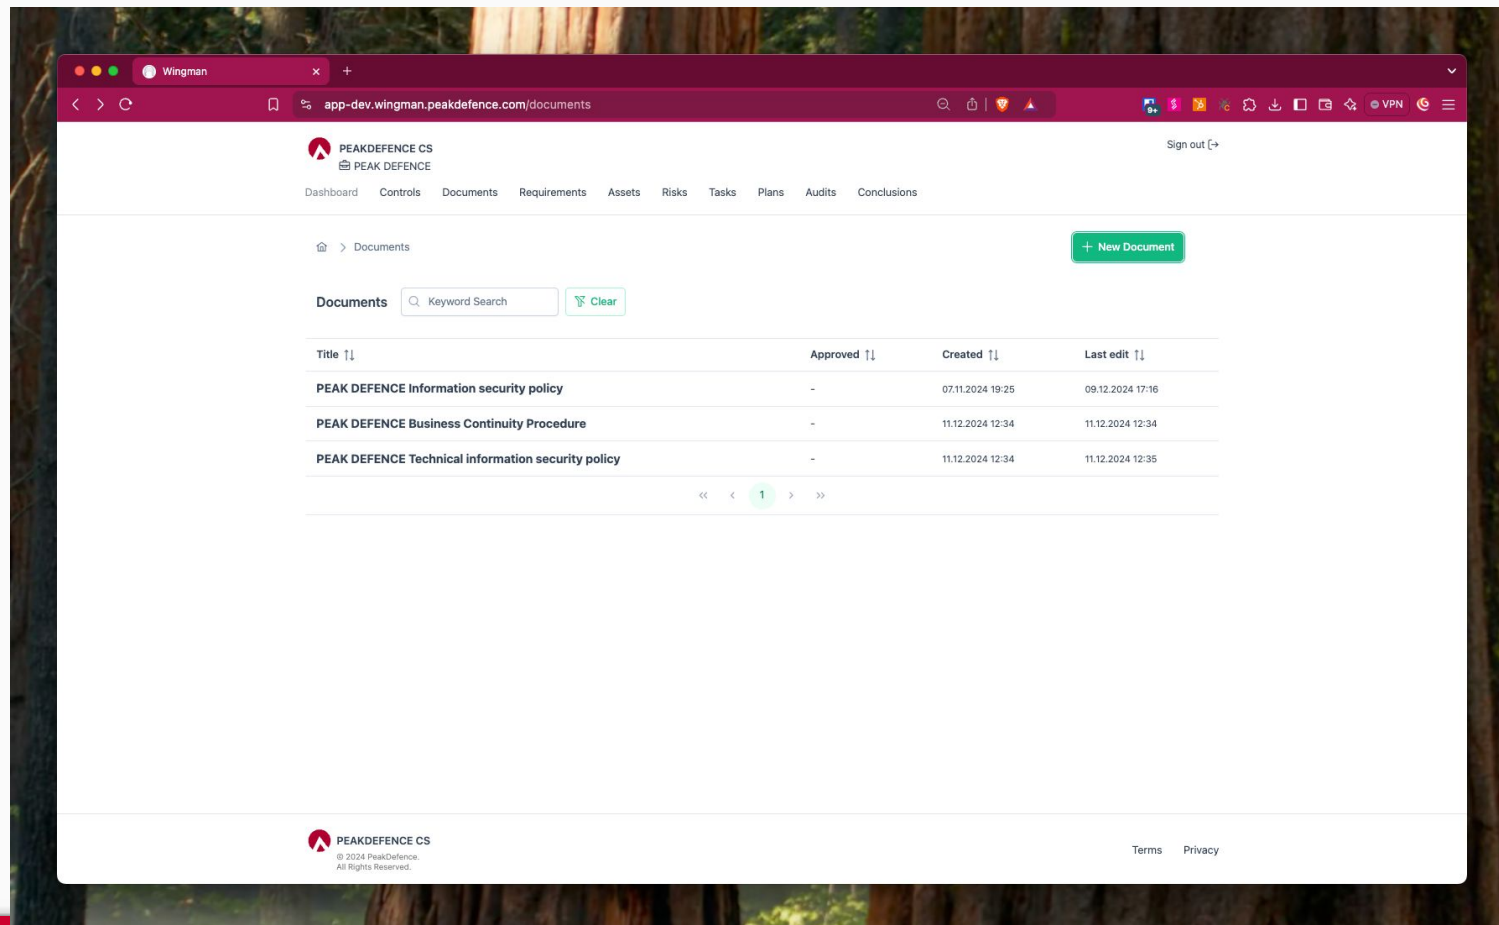 Wingman
app-dev.wingman.peakdefence.com/documents
9+
VPN
PEAKDEFENCE CS
PEAK DEFENCE
Sign out
Dashboard Controls Documents Requirements Assets Risks Tasks Plans Audits Conclusions
> Documents
+ New Document
Documents
Keyword Search
Clear
Title Approved Created Last edit
PEAK DEFENCE Information security policy - 07.11.2024 19:25 09.12.2024 17:16
PEAK DEFENCE Business Continuity Procedure - 11.12.2024 12:34 11.12.2024 12:34
PEAK DEFENCE Technical information security policy - 11.12.2024 12:34 11.12.2024 12:35
« ‹ 1 › »
PEAKDEFENCE CS
© 2024 PeakDefence.
All Rights Reserved.
Terms Privacy